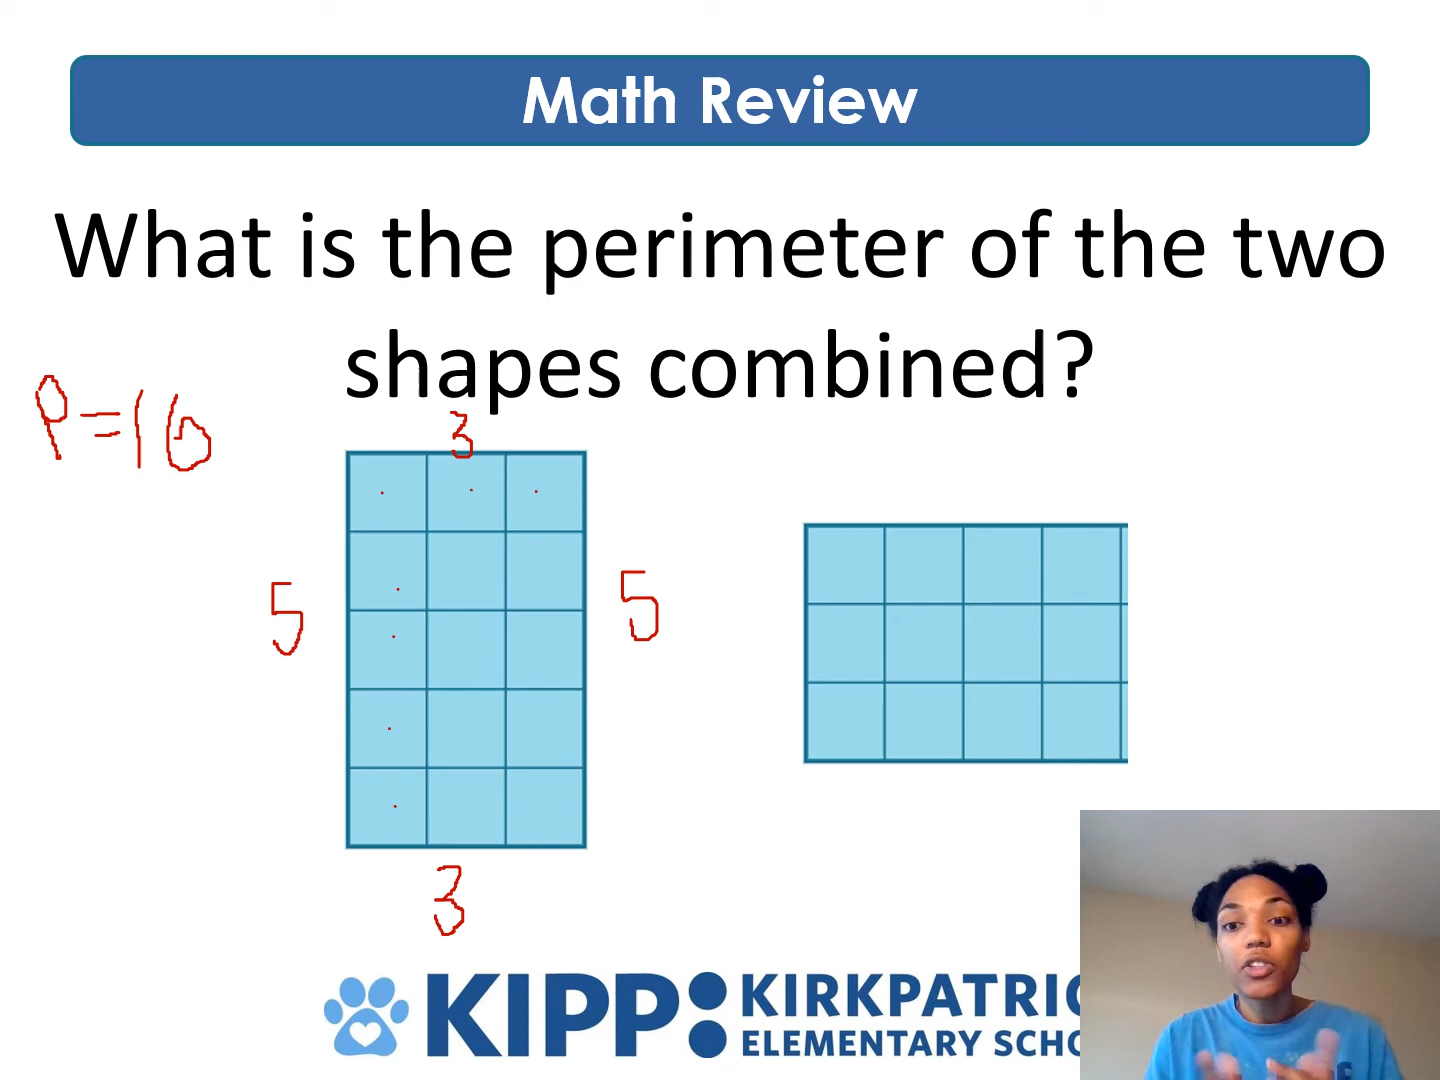 Math Review
What is the perimeter of the two
shapes combined?
P=16
3
5
5
3
KIPP:
KIRKPATRIC
ELEMENTARY SCHO